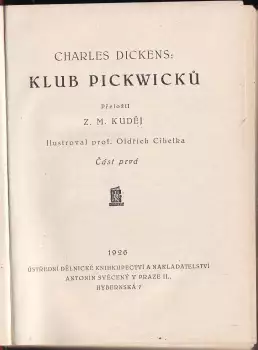 CHARLES DICKENS:
KLUB PICKWICKŮ
Přeložil
Z. M. KUDĚJ
Ilustroval prof. Oldřich Cihelka
Část prvá
1926
ÚSTŘEDNÍ DĚLNICKÉ KNIHKUPECTVÍ A NAKLADATELSTVÍ
ANTONÍN SVĚCENÝ V PRAZE II.,
HYBERNSKÁ 7